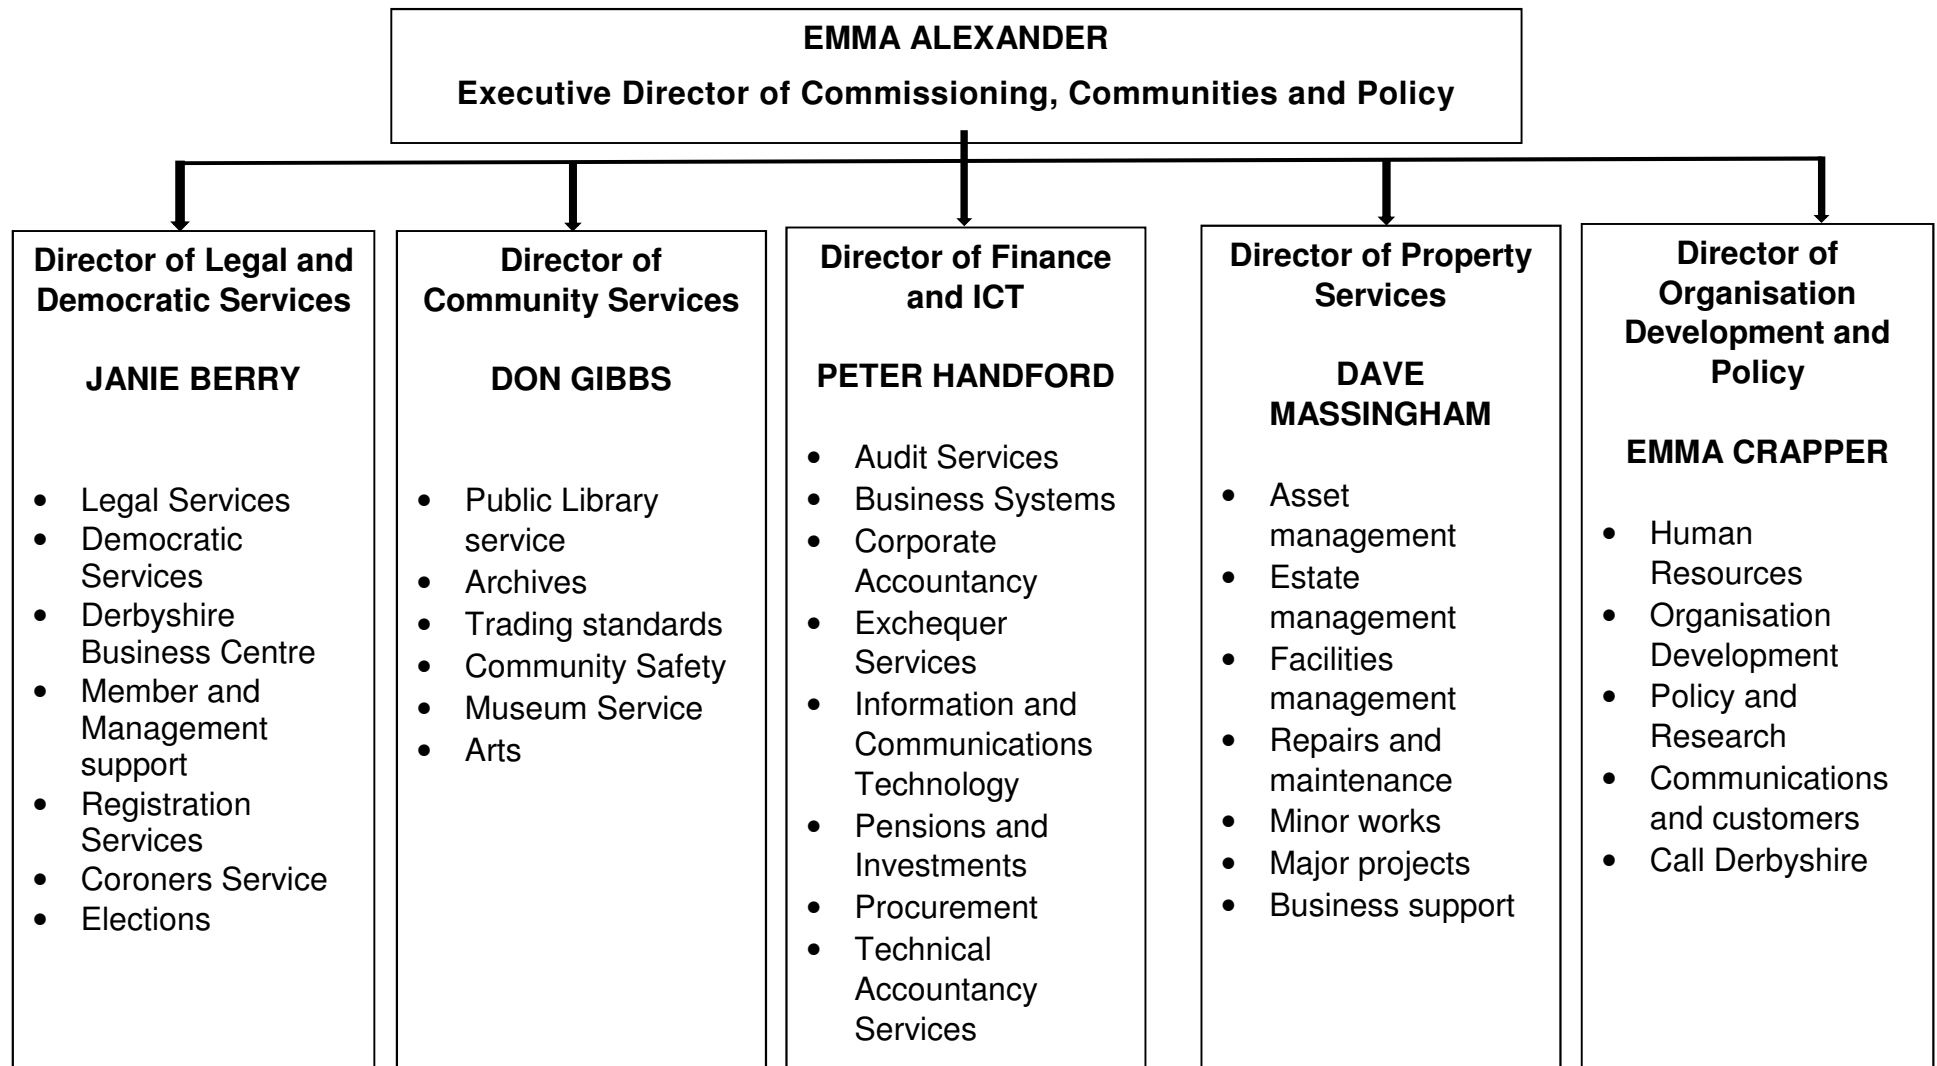 EMMA ALEXANDER
Executive Director of Commissioning, Communities and Policy
Director of Legal and
Democratic Services
JANIE BERRY
• Legal Services
• Democratic
Services
• Derbyshire
Business Centre
• Member and
Management
support
• Registration
Services
• Coroners Service
• Elections
Director of
Community Services
DON GIBBS
• Public Library
service
• Archives
• Trading standards
• Community Safety
• Museum Service
• Arts
Director of Finance
and ICT
PETER HANDFORD
• Audit Services
• Business Systems
• Corporate
Accountancy
• Exchequer
Services
• Information and
Communications
Technology
• Pensions and
Investments
• Procurement
• Technical
Accountancy
Services
Director of Property
Services
DAVE
MASSINGHAM
• Asset
management
• Estate
management
• Facilities
management
• Repairs and
maintenance
• Minor works
• Major projects
• Business support
Director of
Organisation
Development and
Policy
EMMA CRAPPER
• Human
Resources
• Organisation
Development
• Policy and
Research
• Communications
and customers
• Call Derbyshire